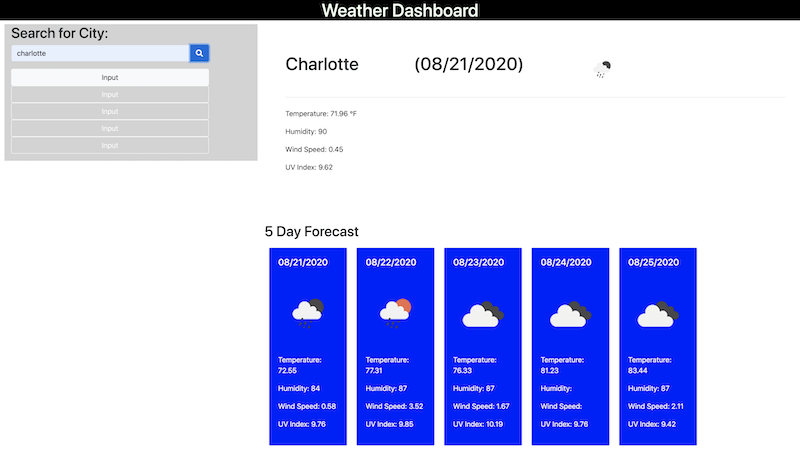 Weather Dashboard
Search for City:
charlotte
Input
Input
Input
Input
Input
Charlotte (08/21/2020)
Temperature: 71.96 °F
Humidity: 90
Wind Speed: 0.45
UV Index: 9.62
5 Day Forecast
08/21/2020
Temperature:
72.55
Humidity: 84
Wind Speed: 0.58
UV Index: 9.76
08/22/2020
Temperature:
77.31
Humidity: 87
Wind Speed: 3.52
UV Index: 9.85
08/23/2020
Temperature:
76.33
Humidity: 87
Wind Speed: 1.67
UV Index: 10.19
08/24/2020
Temperature:
81.23
Humidity:
Wind Speed:
UV Index: 9.76
08/25/2020
Temperature:
83.44
Humidity: 87
Wind Speed: 2.11
UV Index: 9.42